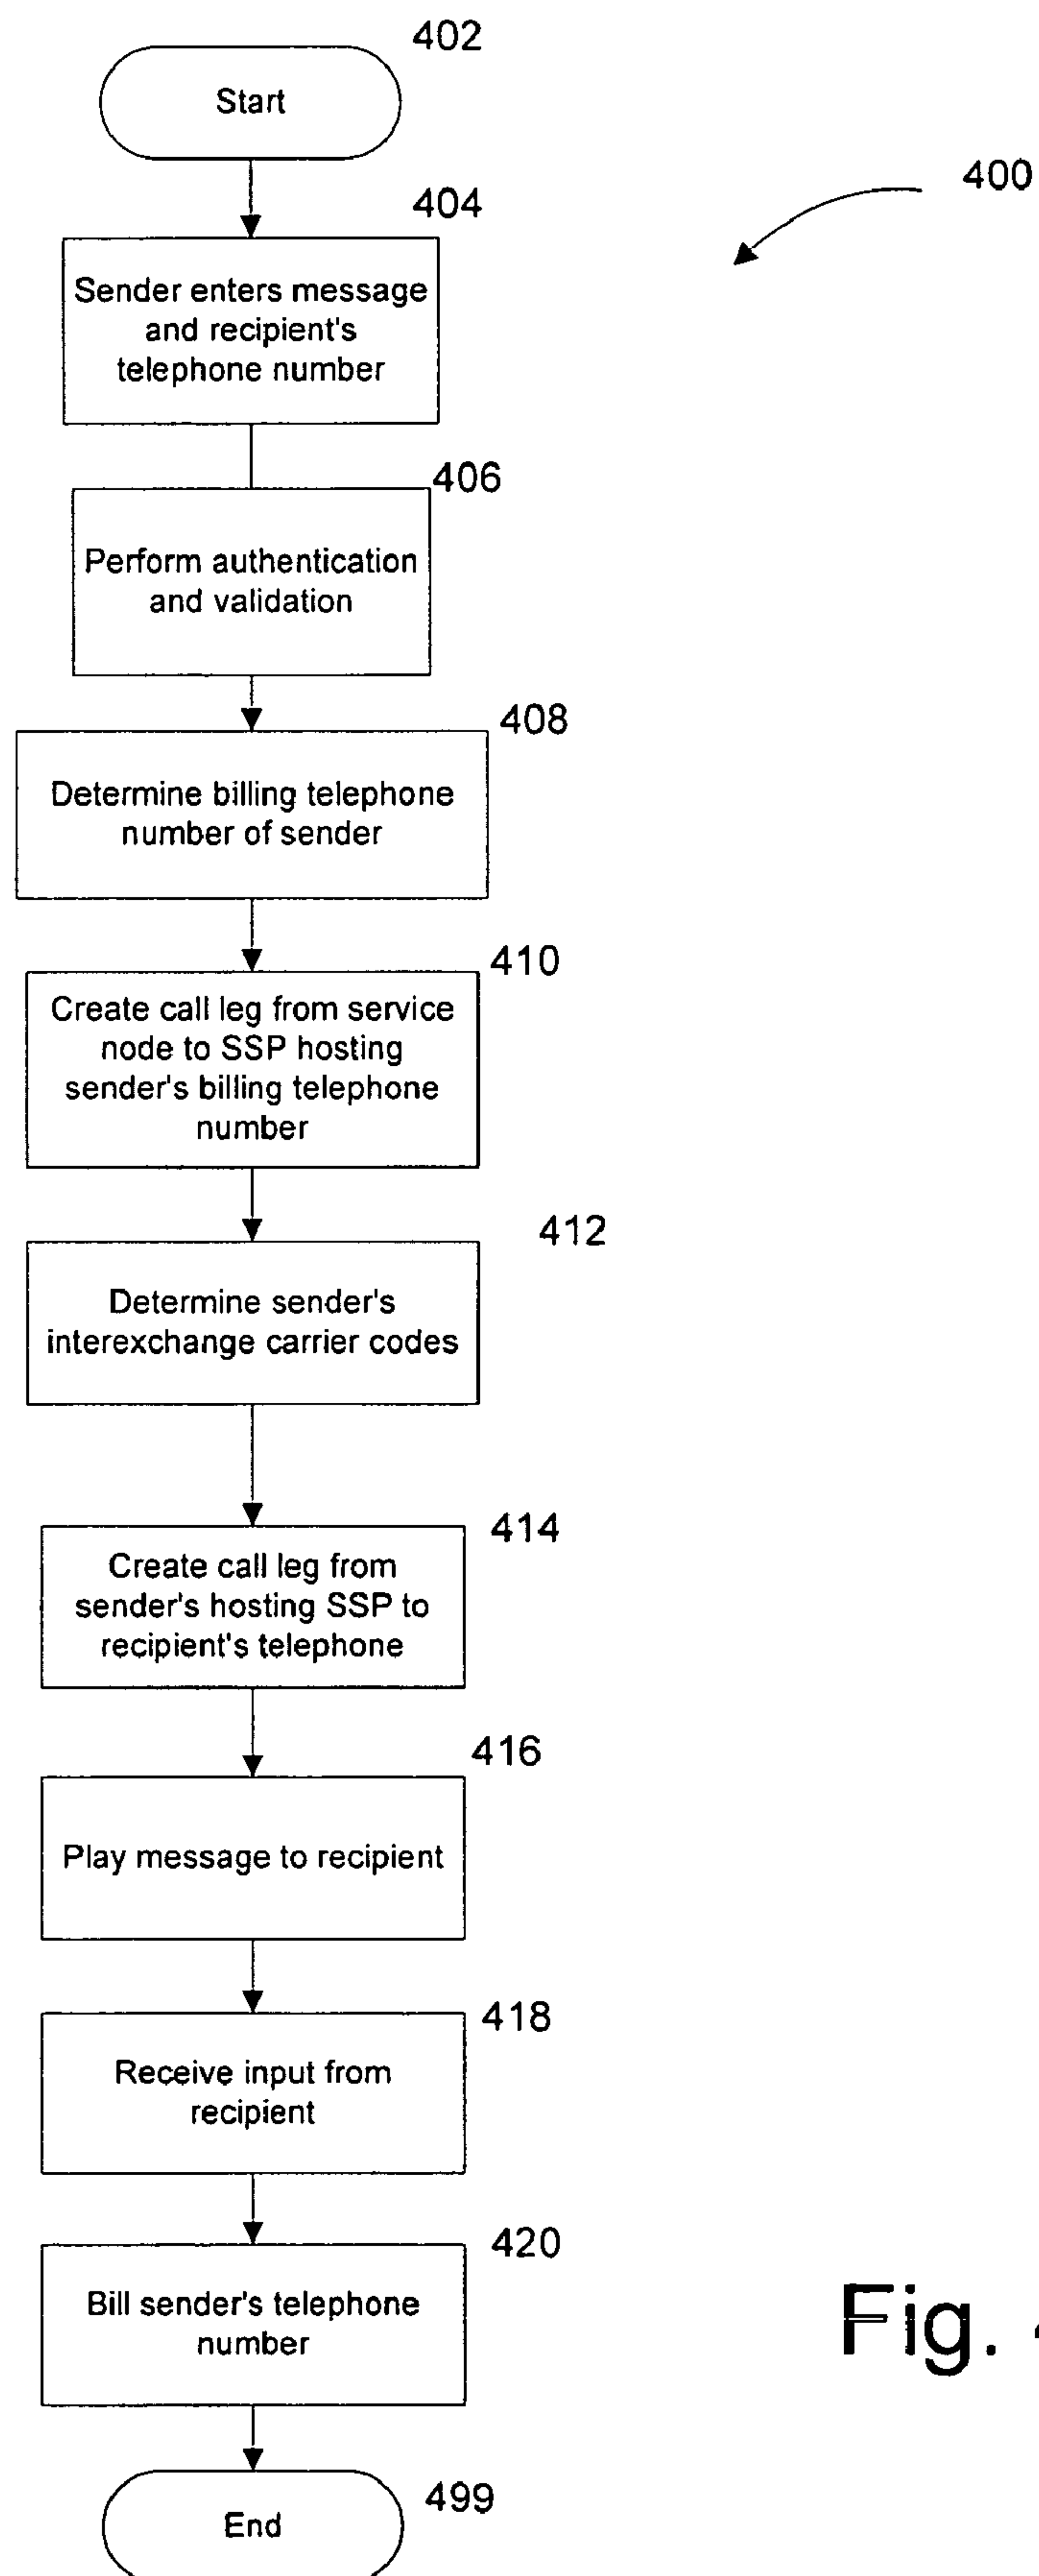 402
Start
400
404
Sender enters message
and recipient's
telephone number
406
Perform authentication
and validation
408
Determine billing telephone
number of sender
410
Create call leg from service
node to SSP hosting
sender's billing telephone
number
412
Determine sender's
interexchange carrier codes
414
Create call leg from
sender's hosting SSP to
recipient's telephone
416
Play message to recipient
418
Receive input from
recipient
420
Bill sender's telephone
number
Fig.
499
End